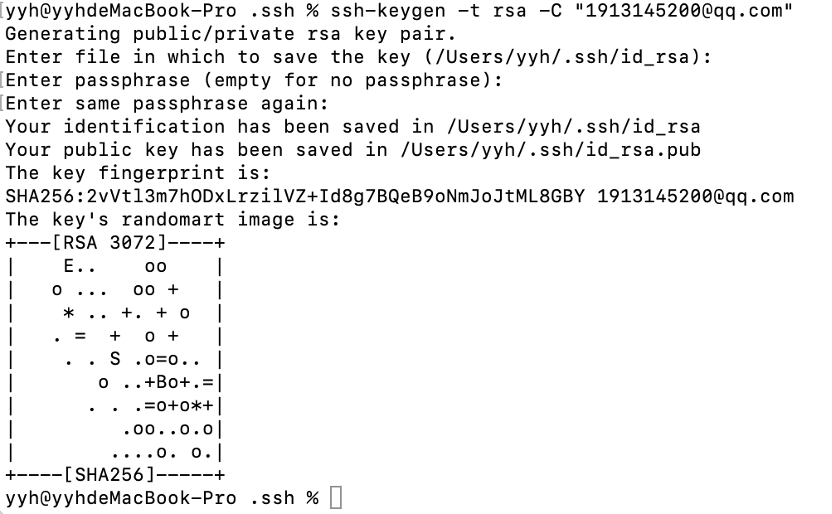 yyh@yyhdeMacBook-Pro .ssh % ssh-keygen -t rsa -C "1913145200@qq.com"
Generating public/private rsa key pair.
Enter file in which to save the key (/Users/yyh/.ssh/id_rsa):
Enter passphrase (empty for no passphrase):
Enter same passphrase again:
Your identification has been saved in /Users/yyh/.ssh/id_rsa
Your public key has been saved in /Users/yyh/.ssh/id_rsa.pub
The key fingerprint is:
SHA256:2vVtl3m7hODxLrzilVZ+Id8g7BQeB9oNmJoJtML8GBY 1913145200@qq.com
The key's randomart image is:
+---[RSA 3072]----+
|    E..    oo    |
|   o ...  oo +   |
|    * .. +. + o  |
|   . =  +  o +   |
|    . . S .o=o.. |
|       o ..+Bo+.=|
|      . . .=o+o*+|
|         .oo..o.o|
|        ....o. o.|
+----[SHA256]-----+
yyh@yyhdeMacBook-Pro .ssh %